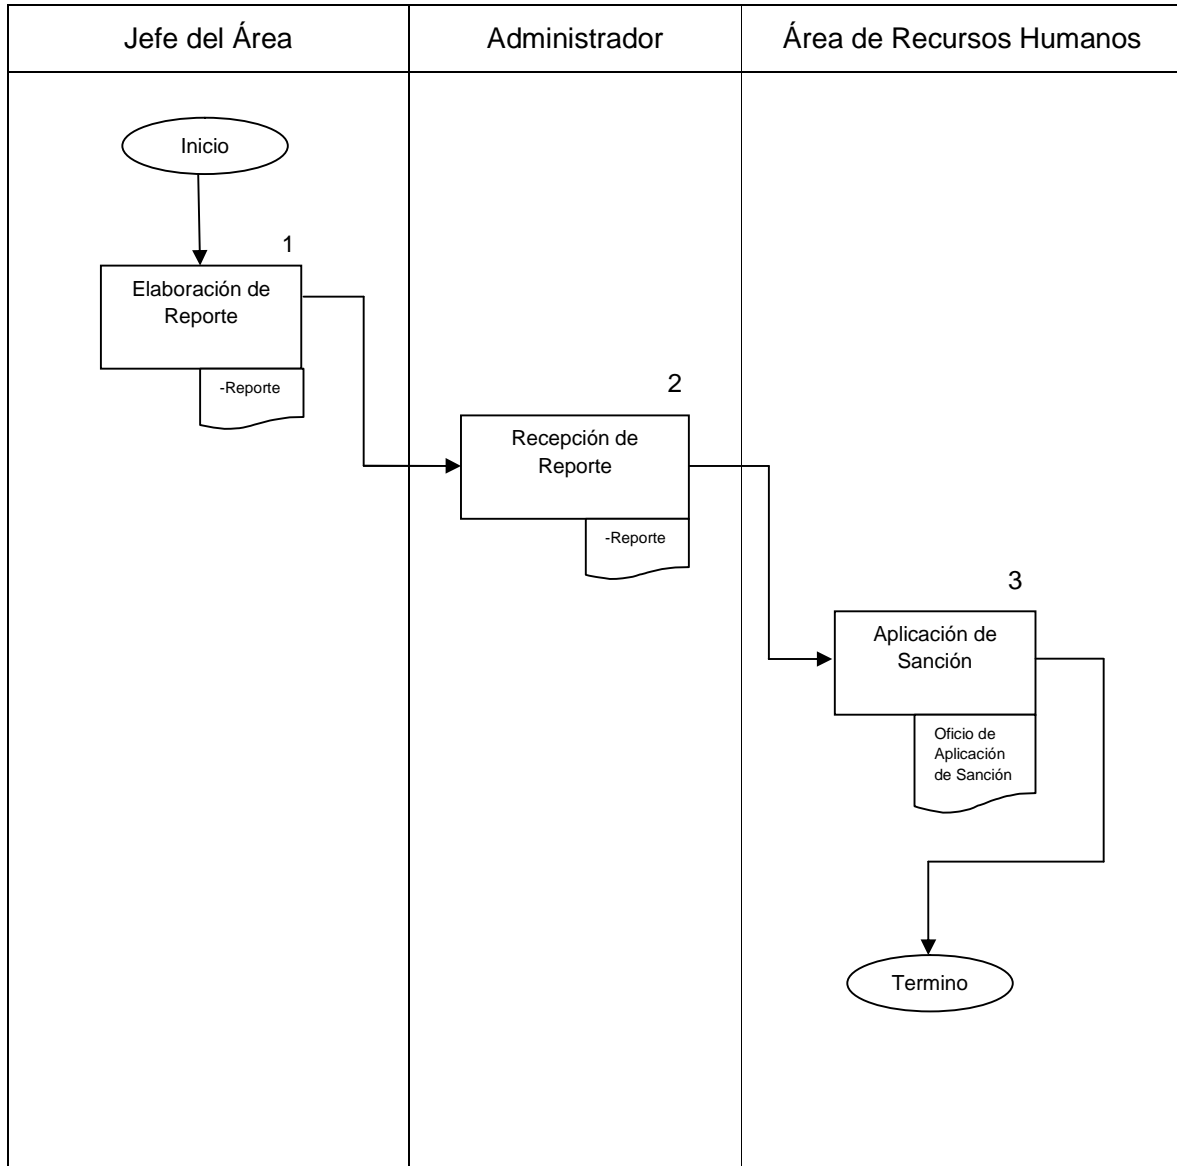 Jefe del Área
Administrador
Área de Recursos Humanos
Inicio
1
Elaboración de
Reporte
-Reporte
2
Recepción de
Reporte
-Reporte
3
Aplicación de
Sanción
Oficio de
Aplicación
de Sanción
Termino